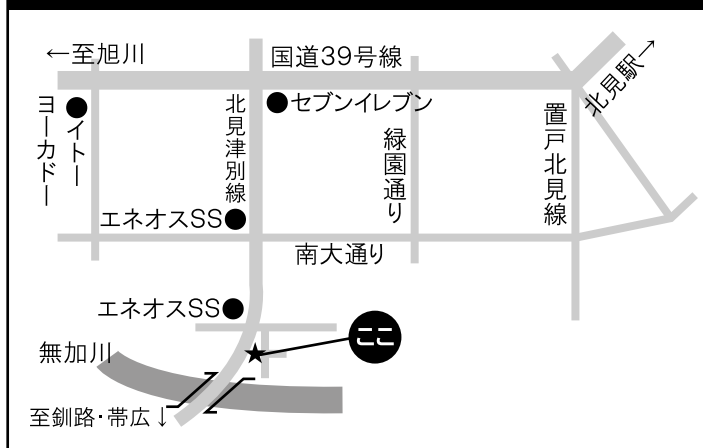 ←至旭川
国道39号線
北見駅→
イトー
ヨーカドー
北見津別線
セブンイレブン
緑園通り
置戸北見線
エネオスSS
南大通り
エネオスSS
ここ
無加川
至釧路・帯広↓